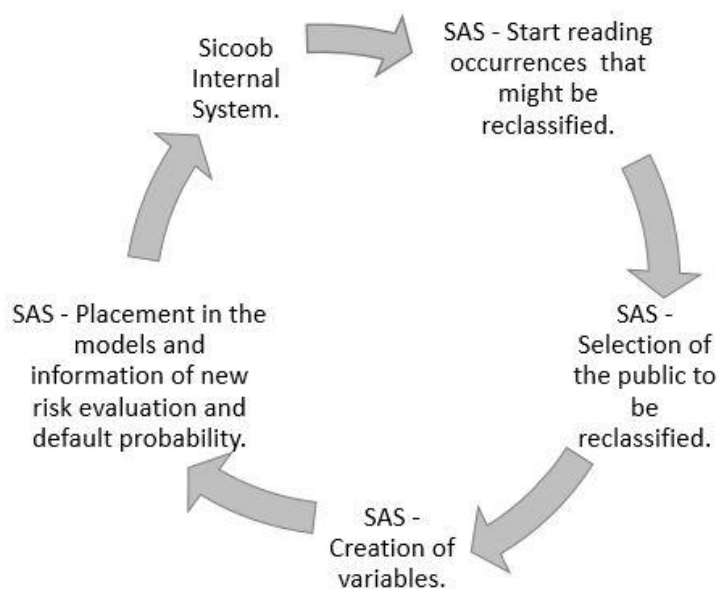 Sicoob
Internal
System.
SAS - Start reading
occurrences that
might be
reclassified.
SAS -
Selection of
the public to
be
reclassified.
SAS -
Creation of
variables.
SAS - Placement in the
models and
information of new
risk evaluation and
default probability.